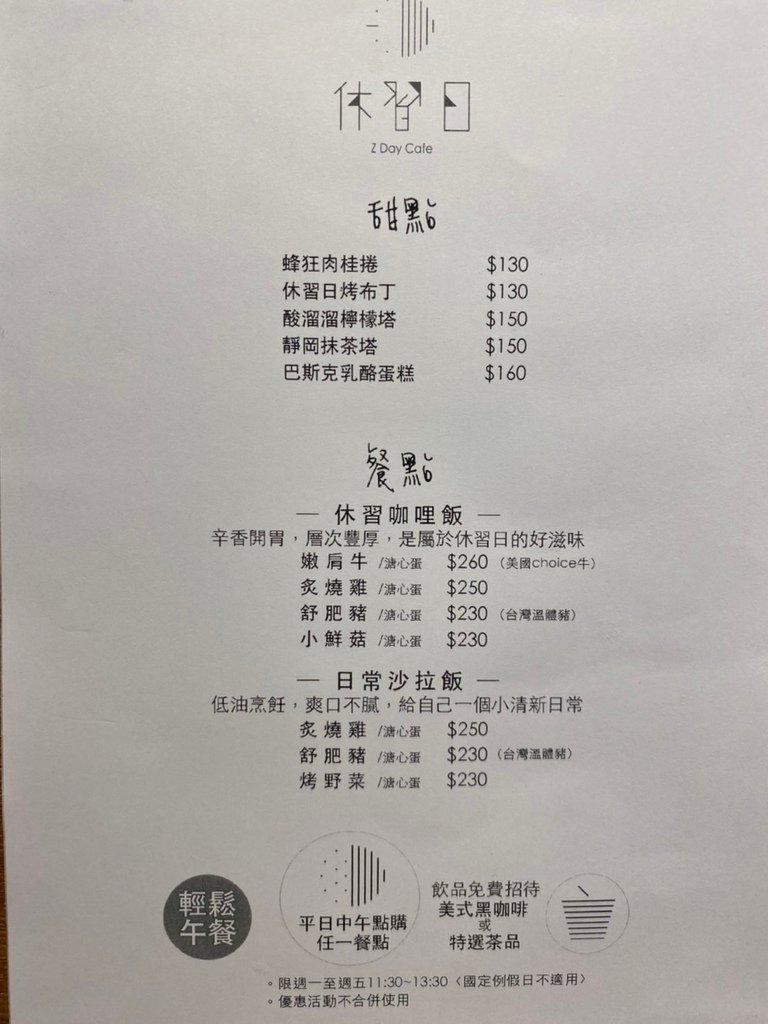 休習日
Z Day Cafe
甜點
蜂狂肉桂捲 $130
休習日烤布丁 $130
酸溜溜檸檬塔 $150
靜岡抹茶塔 $150
巴斯克乳酪蛋糕 $160
餐點
— 休習咖哩飯 —
辛香開胃，層次豐厚，是屬於休習日的好滋味
嫩肩牛 /溏心蛋 $260（美國choice牛）
炙燒雞 /溏心蛋 $250
舒肥豬 /溏心蛋 $230（台灣溫體豬）
小鮮菇 /溏心蛋 $230
— 日常沙拉飯 —
低油烹飪，爽口不膩，給自己一個小清新日常
炙燒雞 /溏心蛋 $250
舒肥豬 /溏心蛋 $230（台灣溫體豬）
烤野菜 /溏心蛋 $230
輕鬆
午餐
平日中午點購
任一餐點
飲品免費招待
美式黑咖啡
或
特選茶品
。限週一至週五11:30~13:30（國定例假日不適用）
。優惠活動不合併使用